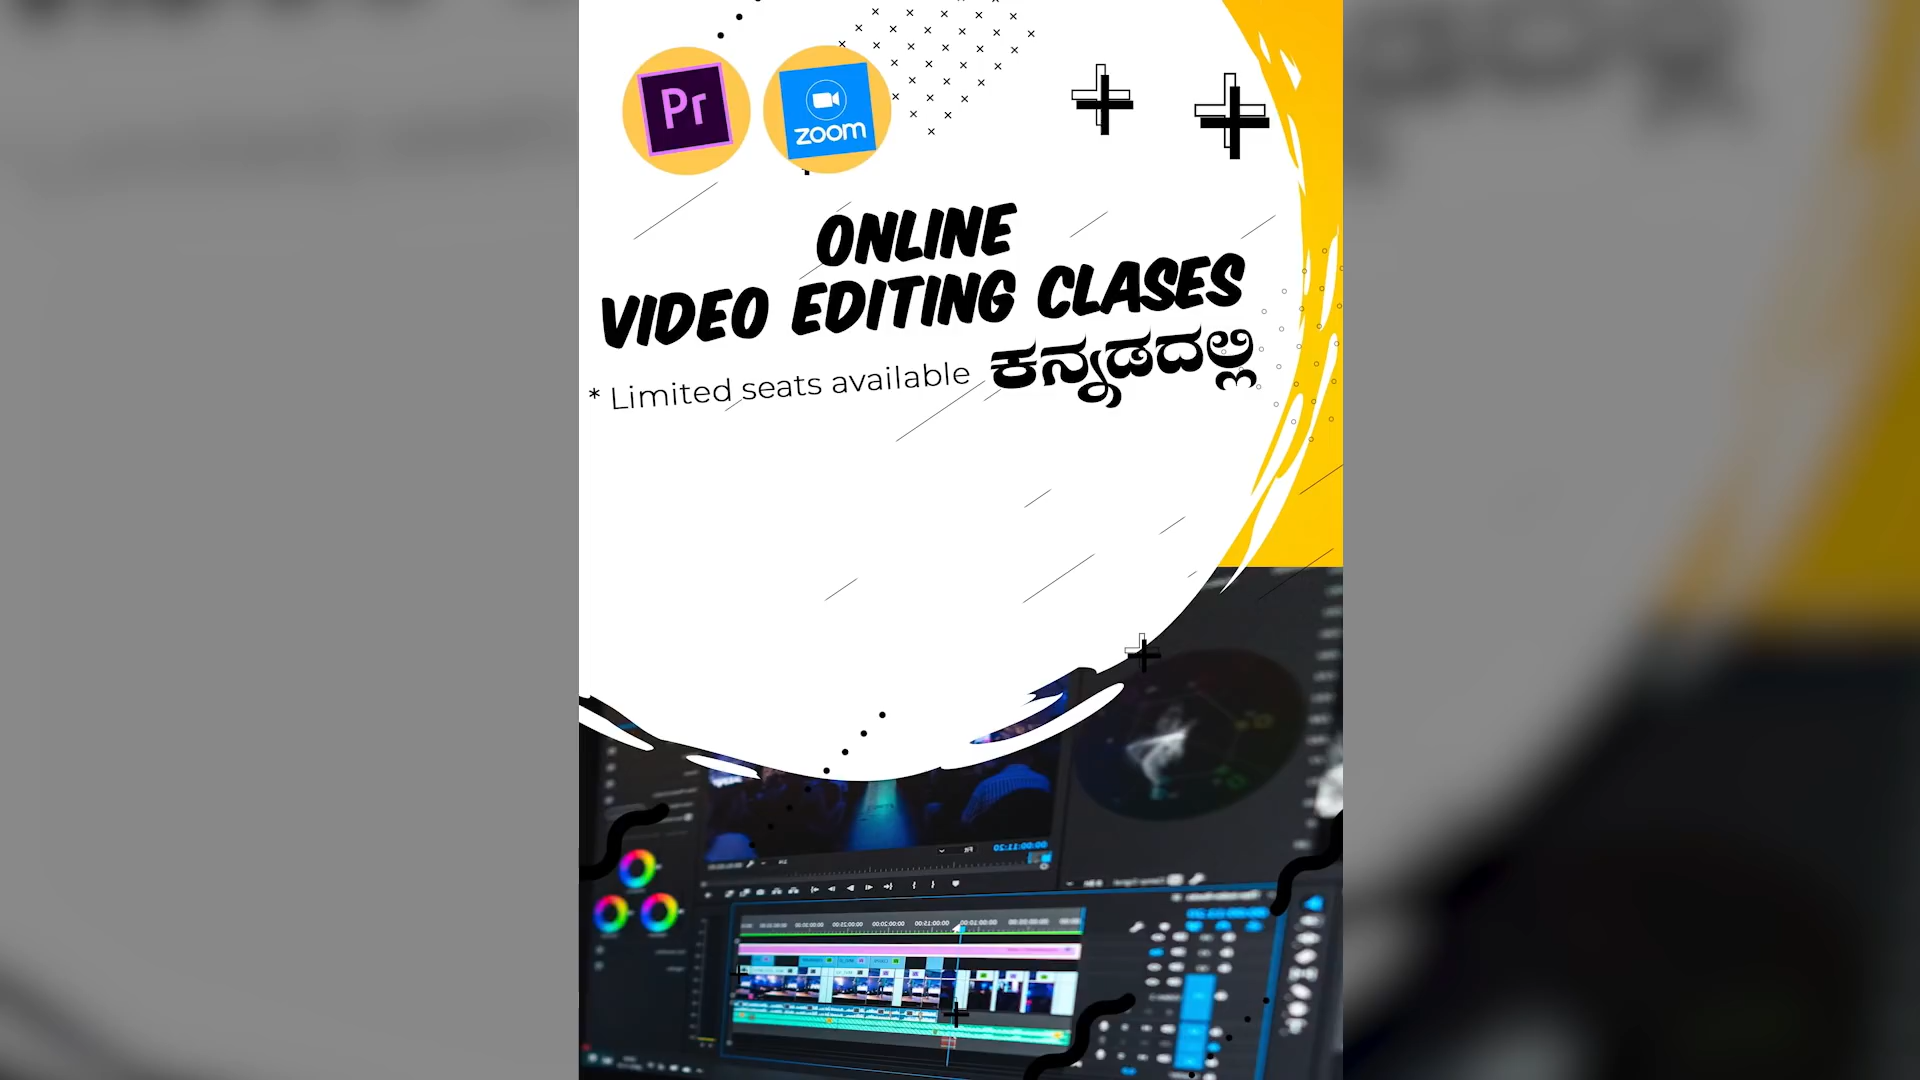 Pr
zoom
ONLINE
VIDEO EDITING CLASES
ಕನ್ನಡದಲ್ಲಿ
* Limited seats available